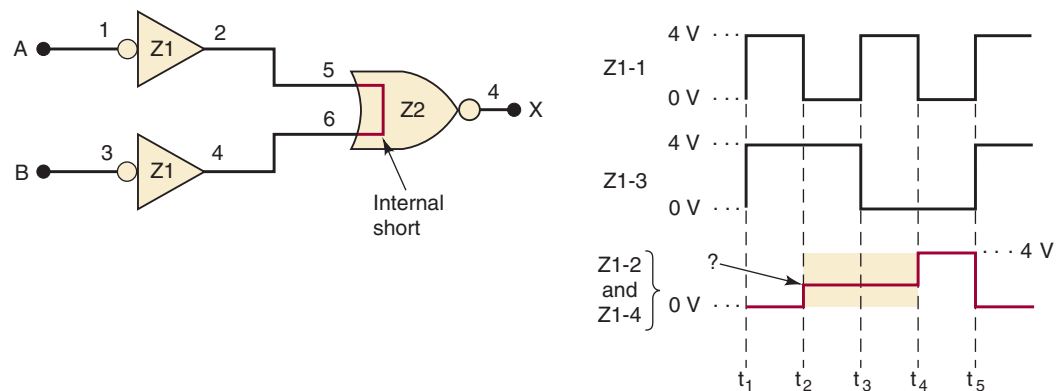 A
1
Z1
2
5
Z2
4
X
6
B
3
Z1
4
Internal
short
4 V
Z1-1
0 V
4 V
Z1-3
0 V
?
4 V
Z1-2
and
Z1-4
0 V
t1
t2
t3
t4
t5